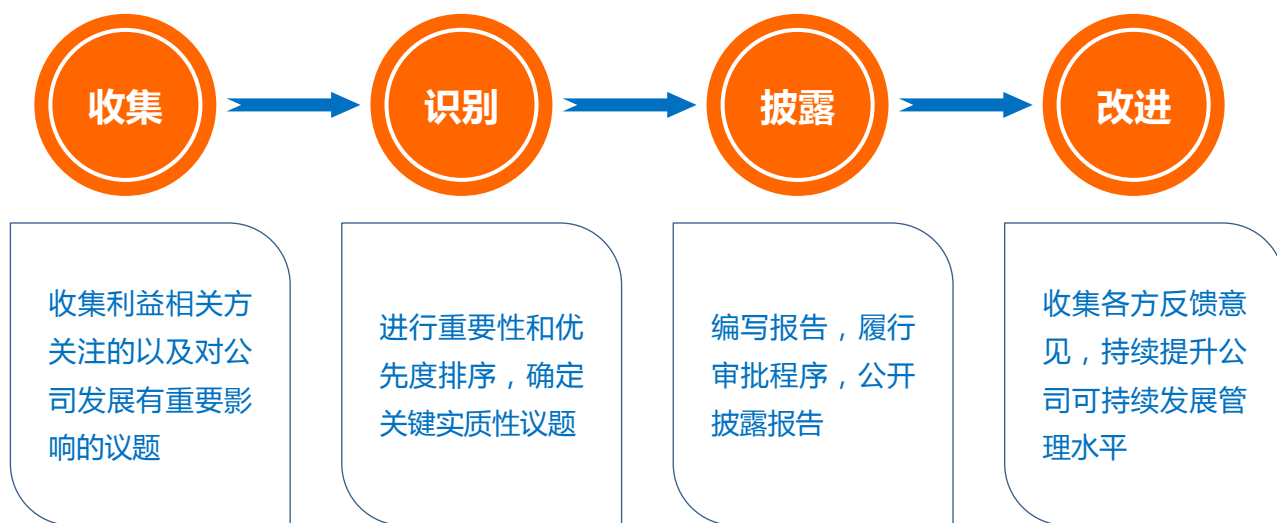 收集
识别
披露
改进
收集利益相关方
关注的以及对公
司发展有重要影
响的议题
进行重要性和优
先度排序，确定
关键实质性议题
编写报告，履行
审批程序，公开
披露报告
收集各方反馈意
见，持续提升公
司可持续发展管
理水平